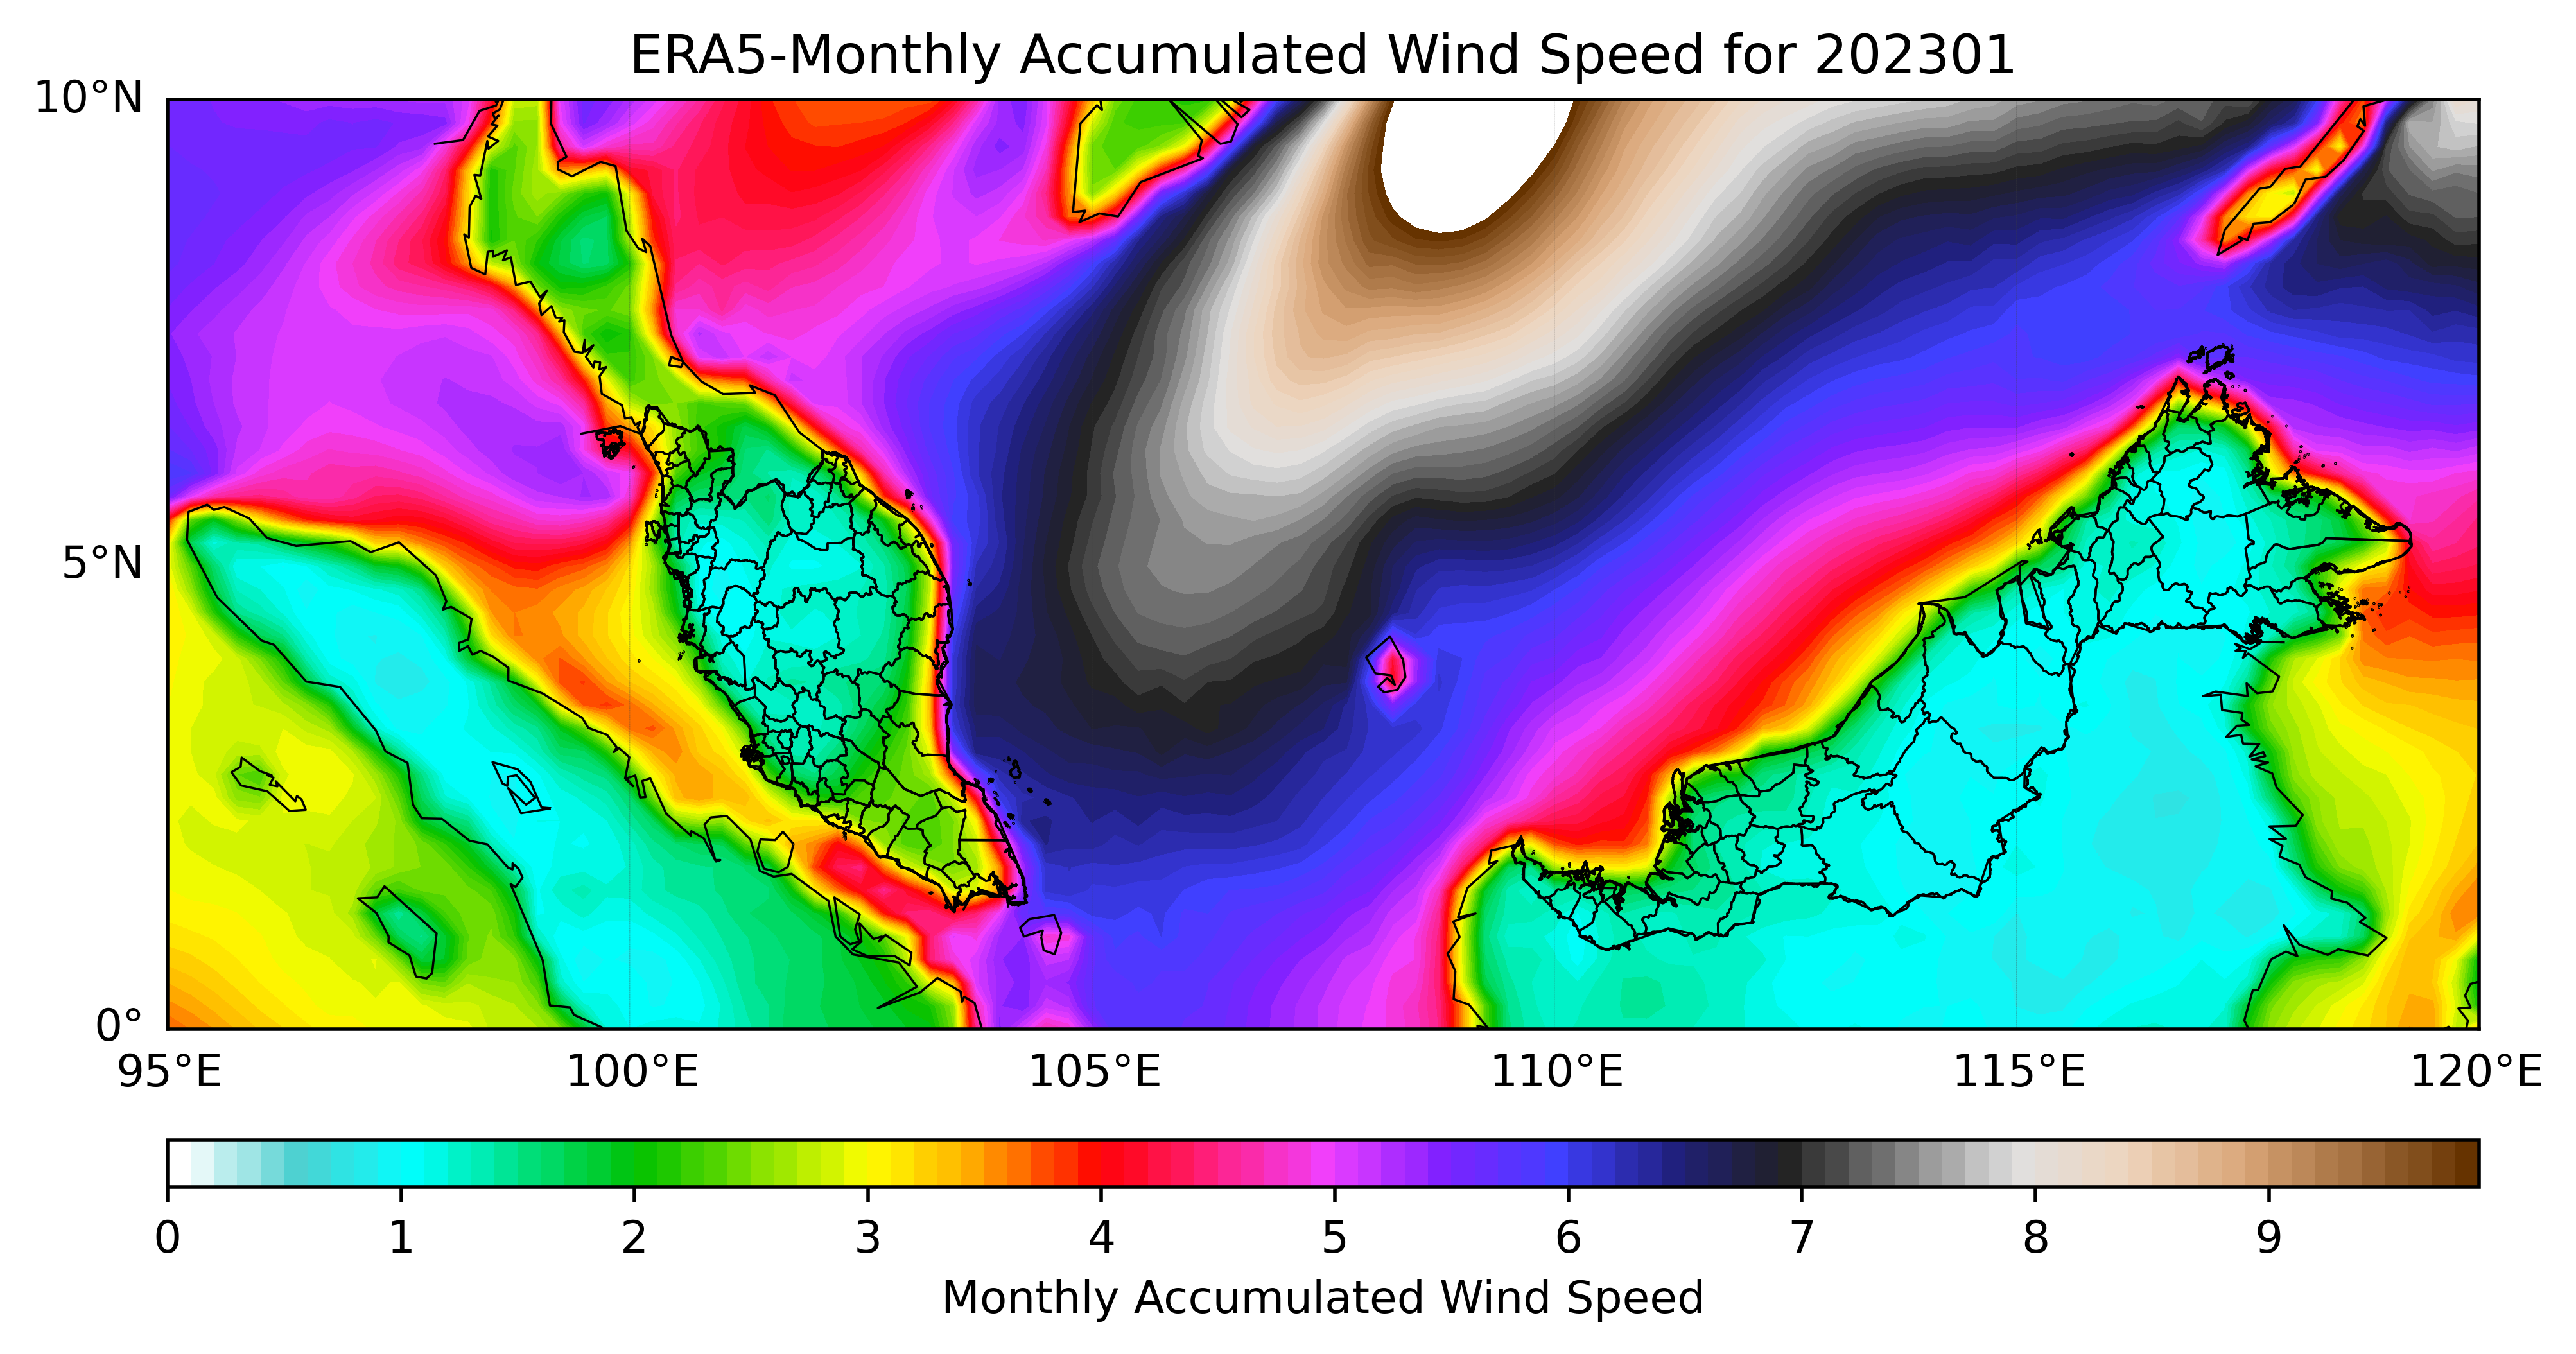 ERA5-Monthly Accumulated Wind Speed for 202301
10°N
5°N
0°
95°E 100°E 105°E 110°E 115°E 120°E
0 1 2 3 4 5 6 7 8 9
Monthly Accumulated Wind Speed